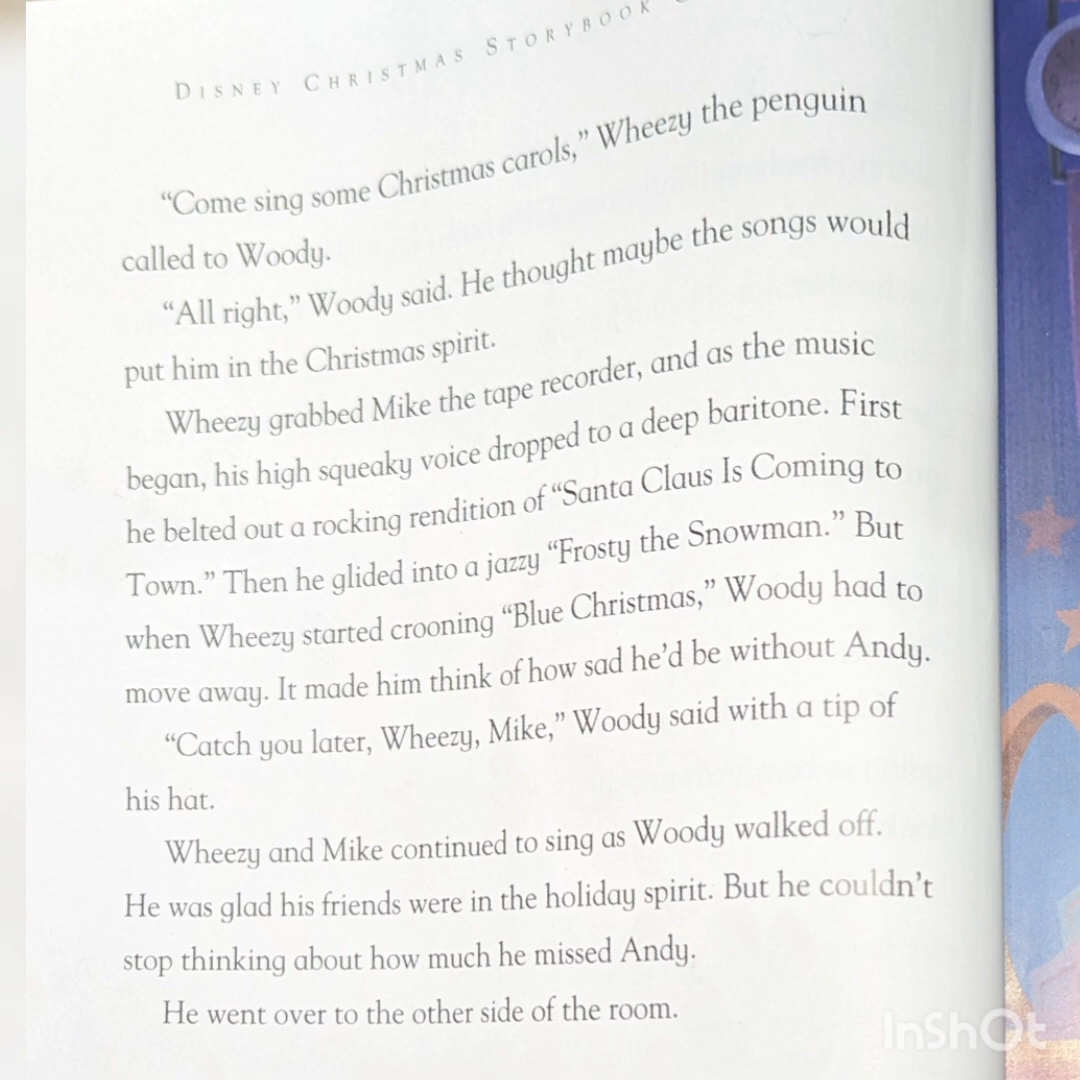 DISNEY CHRISTMAS STORYBOOK
“Come sing some Christmas carols,” Wheezy the penguin
called to Woody.
“All right,” Woody said. He thought maybe the songs would
put him in the Christmas spirit.
Wheezy grabbed Mike the tape recorder, and as the music
began, his high squeaky voice dropped to a deep baritone. First
he belted out a rocking rendition of “Santa Claus Is Coming to
Town.” Then he glided into a jazzy “Frosty the Snowman.” But
when Wheezy started crooning “Blue Christmas,” Woody had to
move away. It made him think of how sad he’d be without Andy.
“Catch you later, Wheezy, Mike,” Woody said with a tip of
his hat.
Wheezy and Mike continued to sing as Woody walked off.
He was glad his friends were in the holiday spirit. But he couldn’t
stop thinking about how much he missed Andy.
He went over to the other side of the room.
InShOt